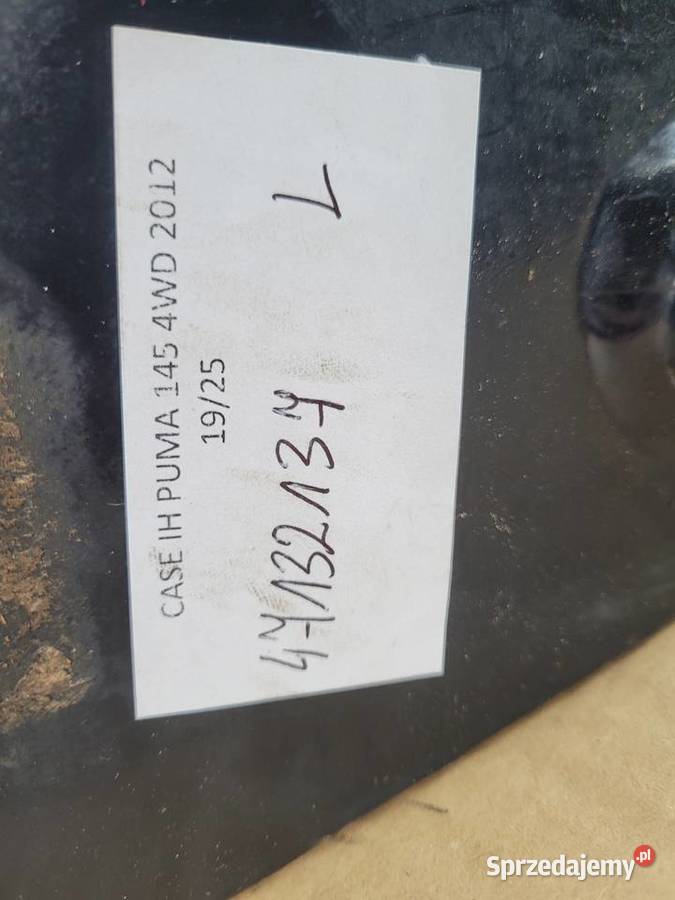 CASE IH PUMA 145 4WD 2012
19/25
47132134 L
Sprzedajemy.pl